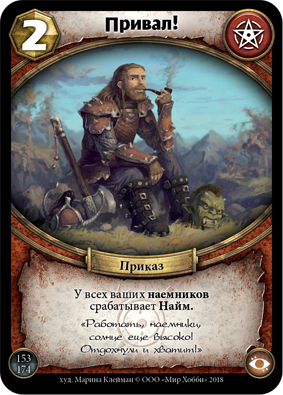 2
Привал!
Приказ
У всех ваших наемников
срабатывает Найм.
«Работать, наемники,
солнце еще высоко!
Отдохнули и хватит!»
153
174
худ. Марина Клейман © ООО «Мир Хобби» 2018